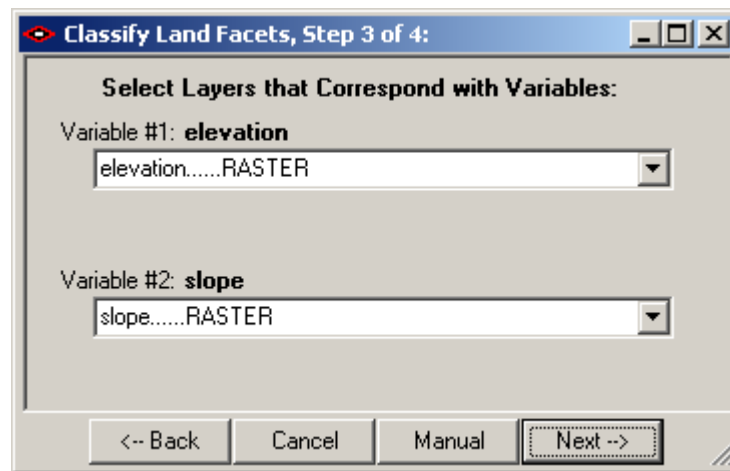 Classify Land Facets, Step 3 of 4:
Select Layers that Correspond with Variables:
Variable #1: elevation
elevation......RASTER
Variable #2: slope
slope......RASTER
<-- Back Cancel Manual Next -->